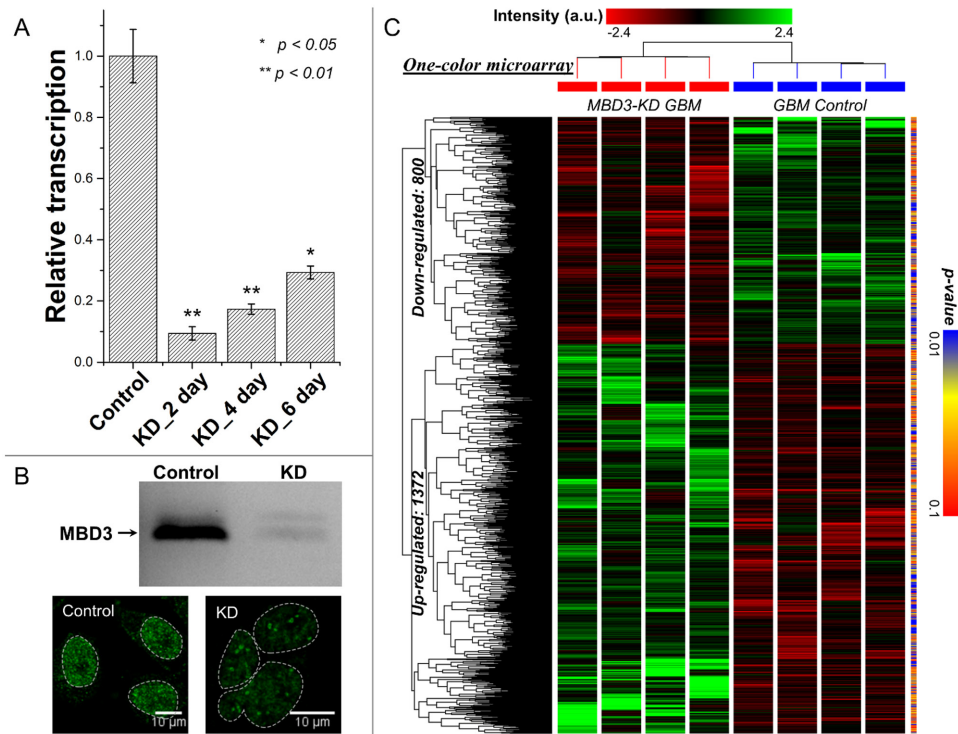 A
Relative transcription
1.0
0.8
0.6
0.4
0.2
0.0
* p < 0.05
** p < 0.01
**
**
*
Control
KD_2 day
KD_4 day
KD_6 day
B
Control KD
MBD3
Control
10 µm
KD
10 µm
C
Intensity (a.u.)
-2.4 2.4
One-color microarray
MBD3-KD GBM GBM Control
Down-regulated: 800
Up-regulated: 1372
p-value
0.01
0.1